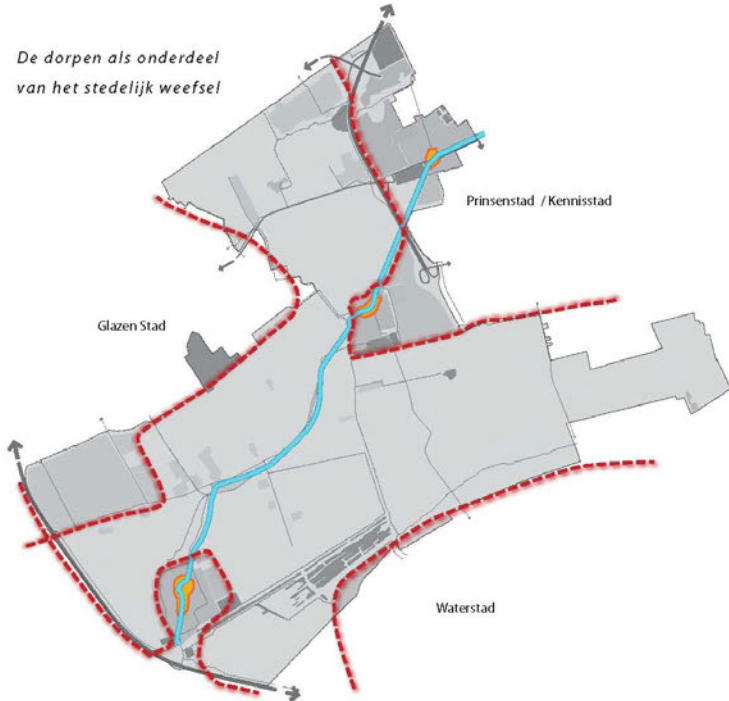 De dorpen als onderdeel
van het stedelijk weefsel
Prinsenstad / Kennisstad
Glazen Stad
Waterstad